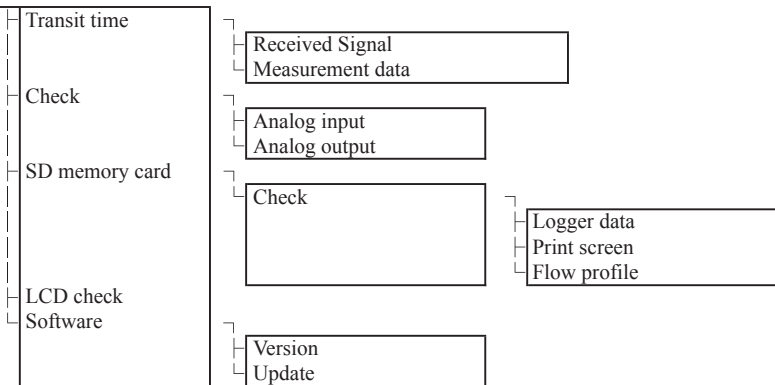 Transit time
Received Signal
Measurement data
Check
Analog input
Analog output
SD memory card
Check
Logger data
Print screen
Flow profile
LCD check
Software
Version
Update